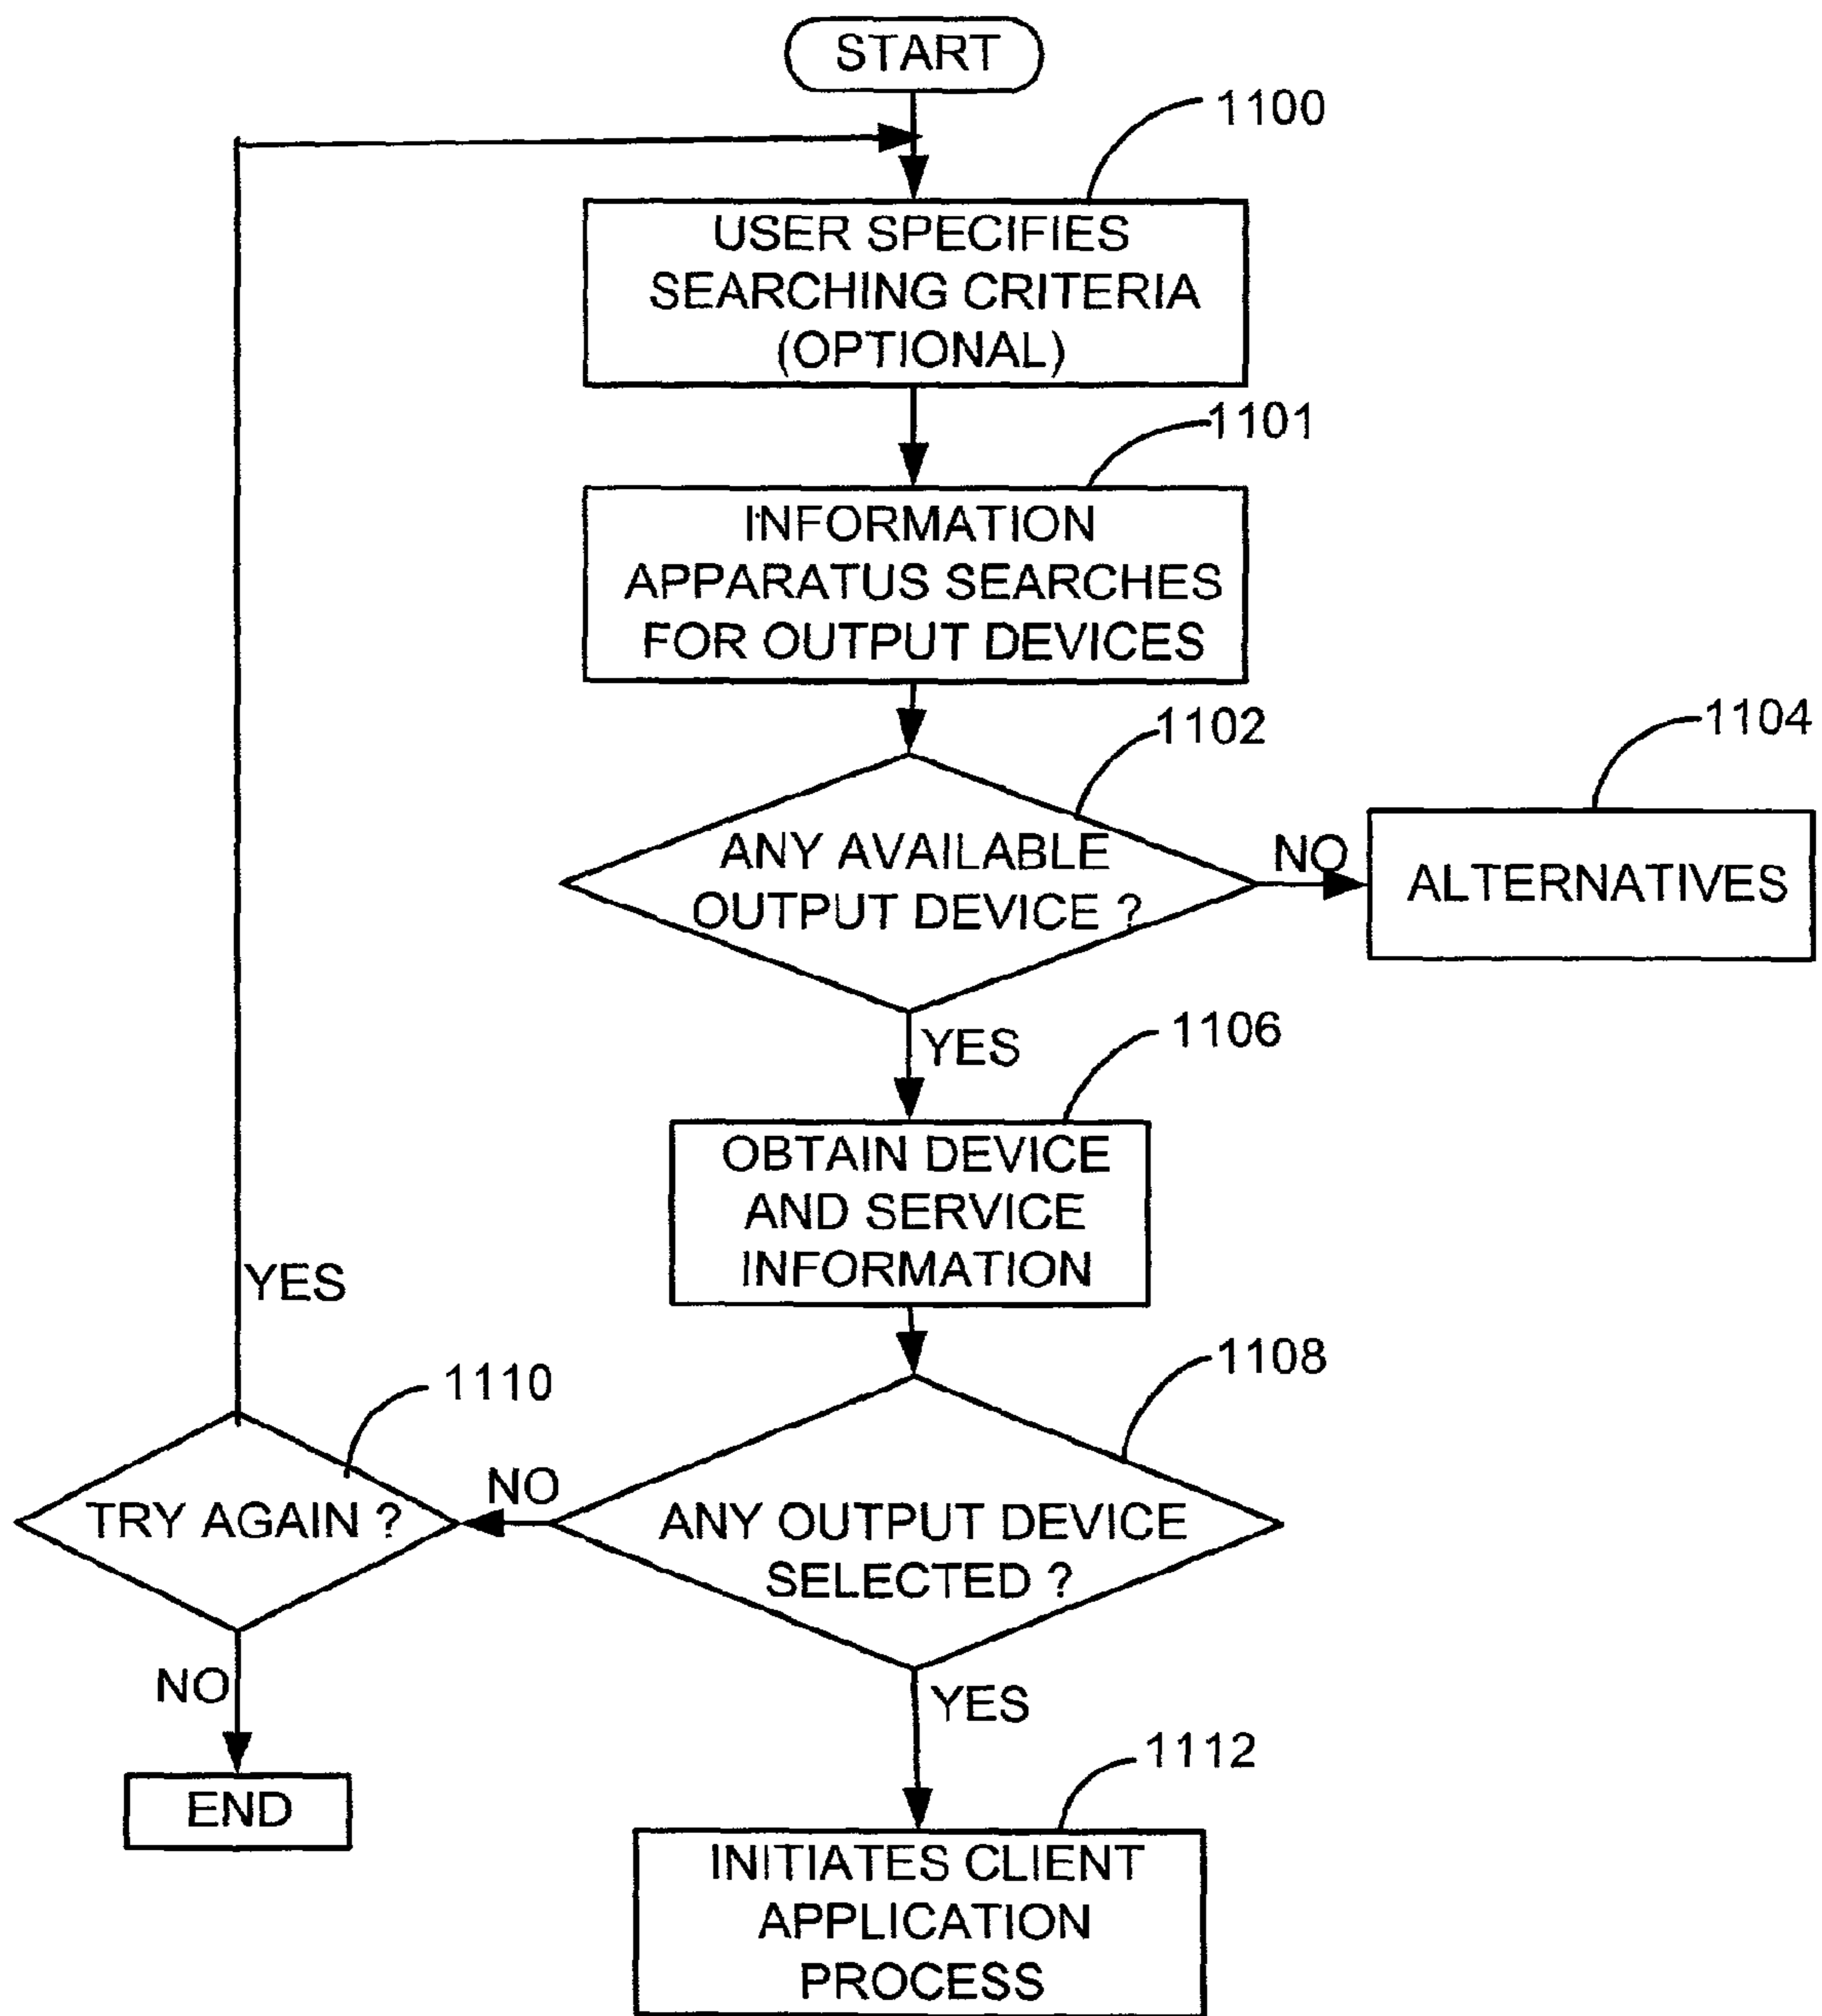 START
1100
USER SPECIFIES
SEARCHING CRITERIA
(OPTIONAL)
1101
INFORMATION
APPARATUS SEARCHES
FOR OUTPUT DEVICES
1102
1104
ANY AVAILABLE
OUTPUT DEVICE ?
NO
ALTERNATIVES
YES
1106
OBTAIN DEVICE
AND SERVICE
INFORMATION
YES
1108
1110
ANY OUTPUT DEVICE
SELECTED ?
NO
TRY AGAIN ?
NO
END
YES
1112
INITIATES CLIENT
APPLICATION
PROCESS